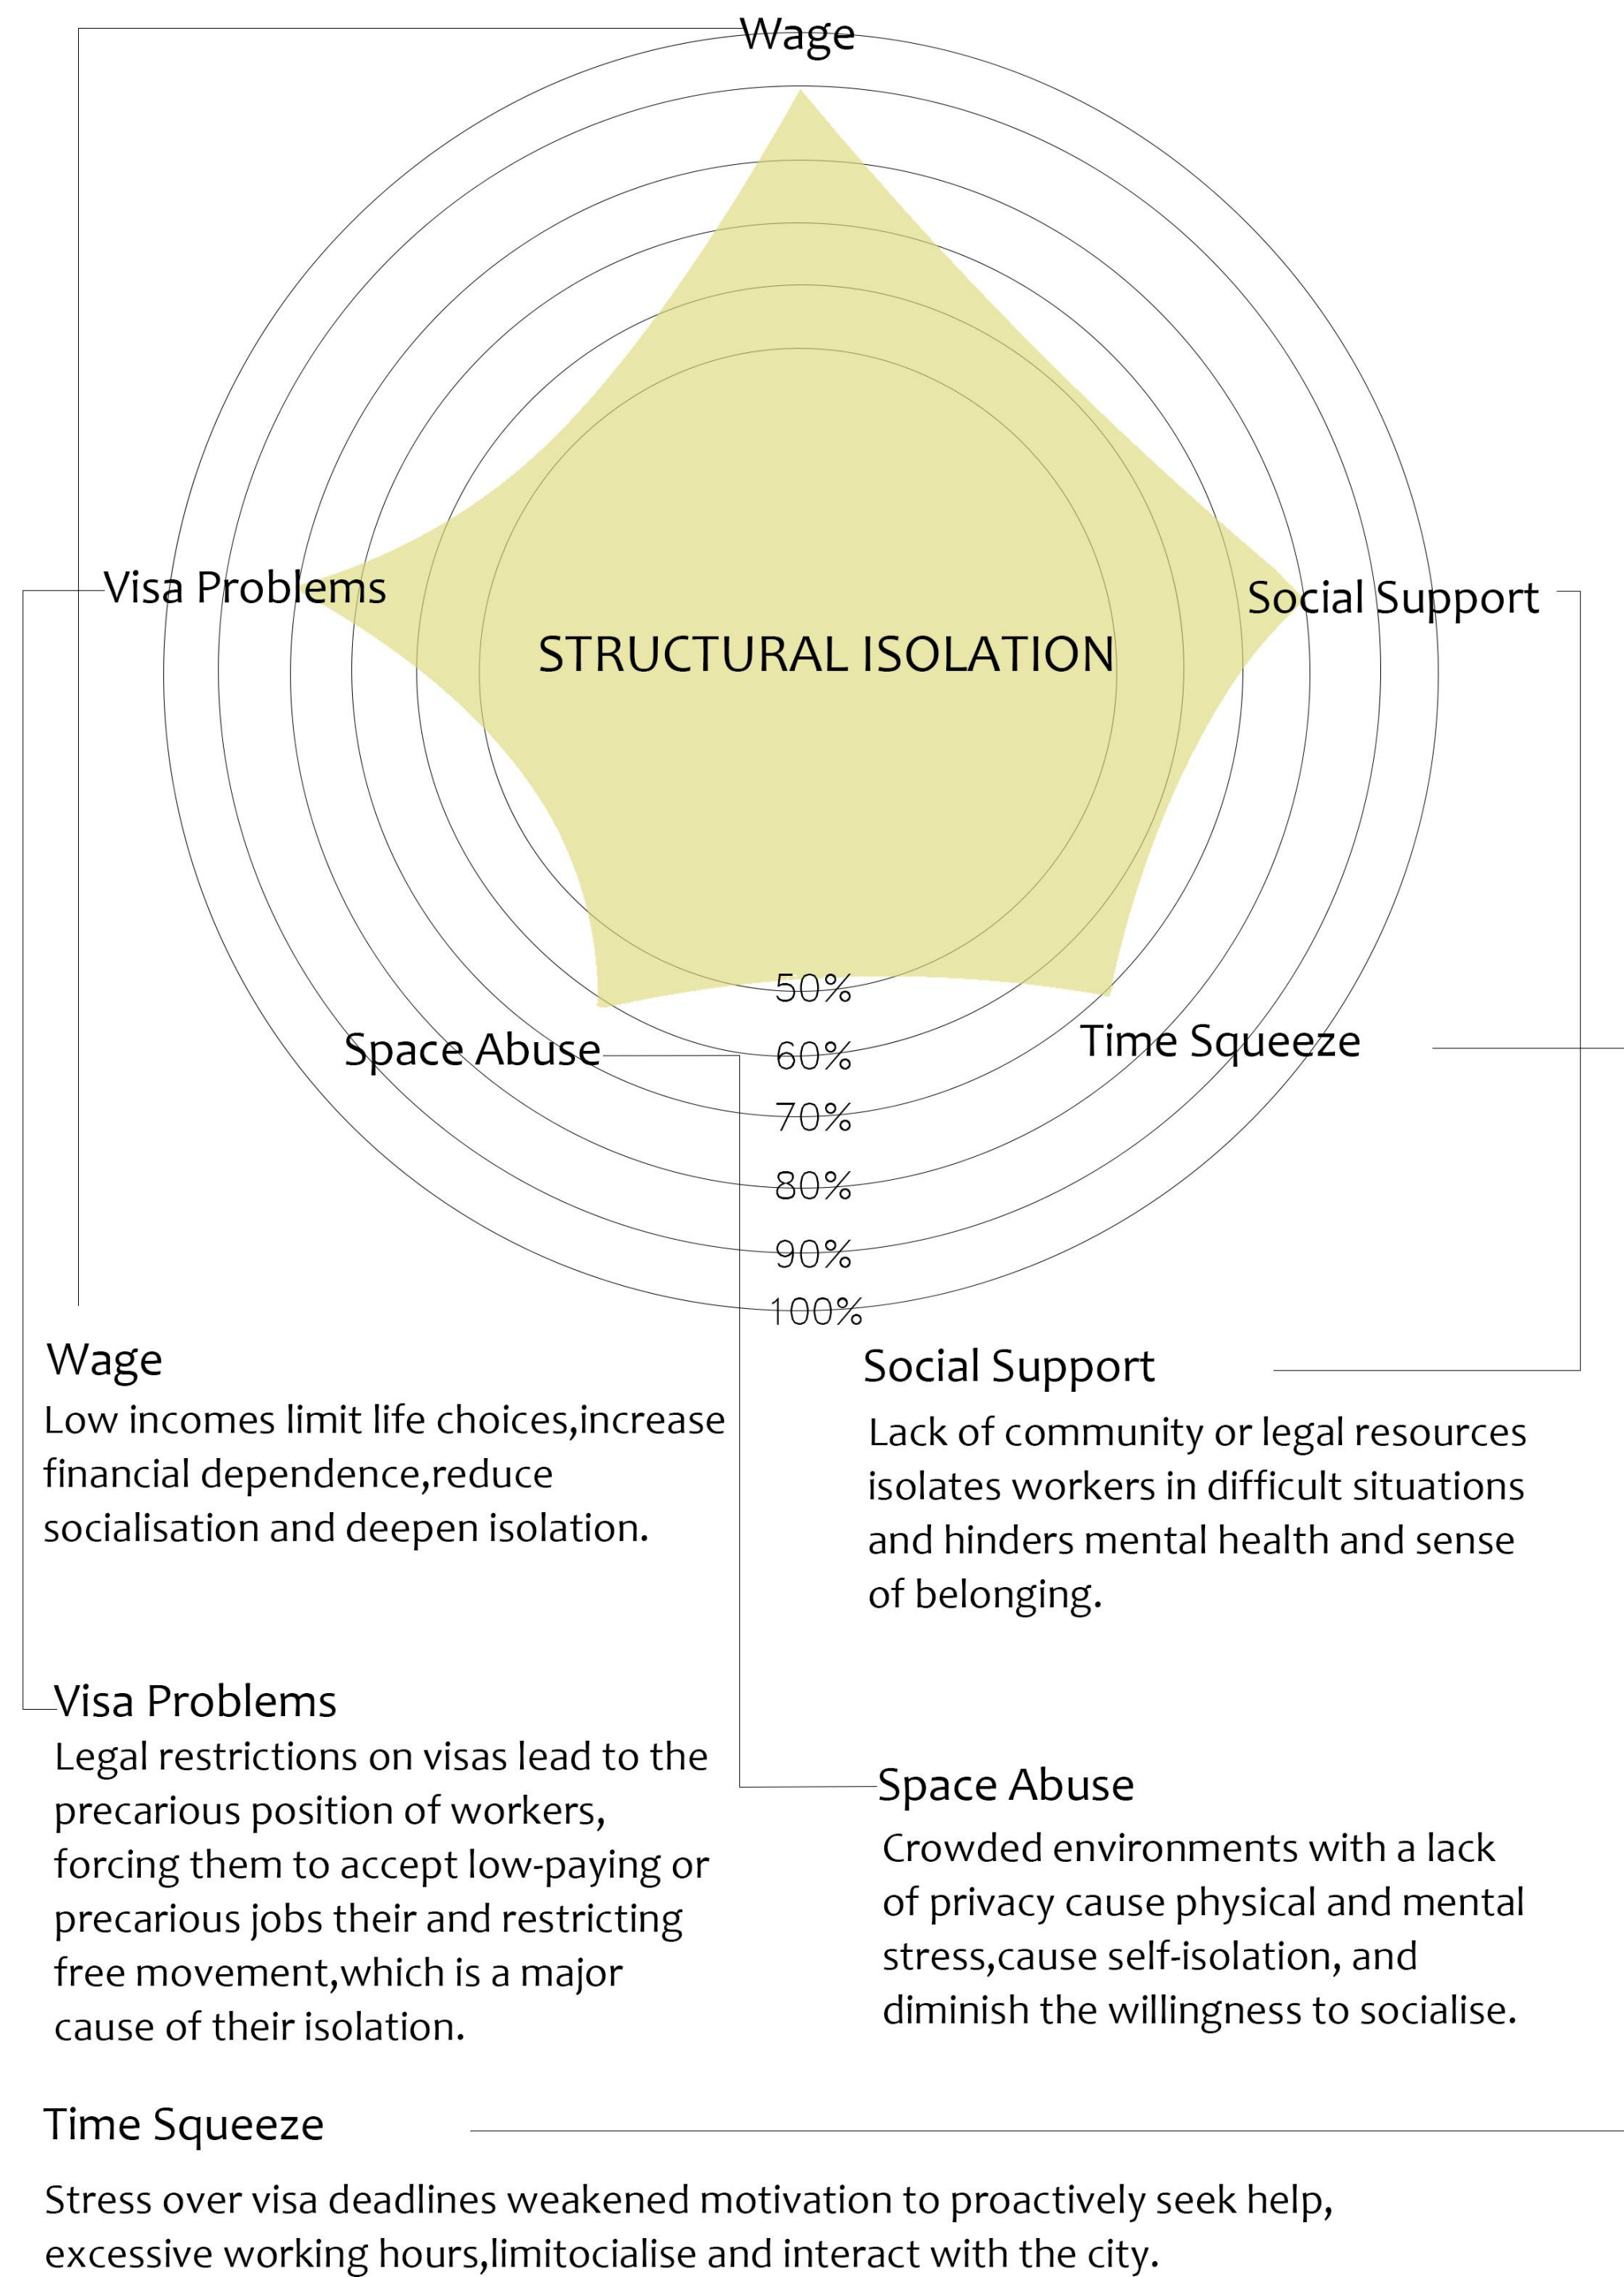 Wage
Visa Problems
Social Support
STRUCTURAL ISOLATION
50%
Space Abuse
60%
Time Squeeze
70%
80%
90%
100%
Wage
Low incomes limit life choices,increase
financial dependence,reduce
socialisation and deepen isolation.
Social Support
Lack of community or legal resources
isolates workers in difficult situations
and hinders mental health and sense
of belonging.
Visa Problems
Legal restrictions on visas lead to the
precarious position of workers,
forcing them to accept low-paying or
precarious jobs their and restricting
free movement,which is a major
cause of their isolation.
Space Abuse
Crowded environments with a lack
of privacy cause physical and mental
stress,cause self-isolation, and
diminish the willingness to socialise.
Time Squeeze
Stress over visa deadlines weakened motivation to proactively seek help,
excessive working hours,limitocialise and interact with the city.